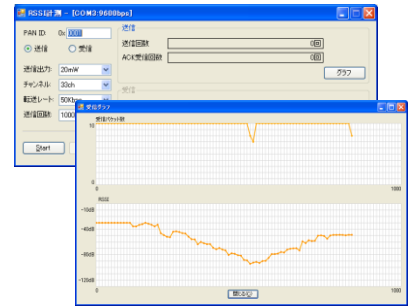 RSSI計測 - [COM3:9600bps]
PAN ID: 0x 0001
送信 受信
送信出力: 20mW
チャンネル: 33ch
転送レート: 50Kbps
送信回数: 1000
Start
送信
送信回数 0回
ACK受信回数 0回
グラフ
受信
受信グラフ
受信パケット数
10
0
0 1000
RSSI
-10dB
-40dB
-80dB
-120dB
0 1000
閉じる(C)